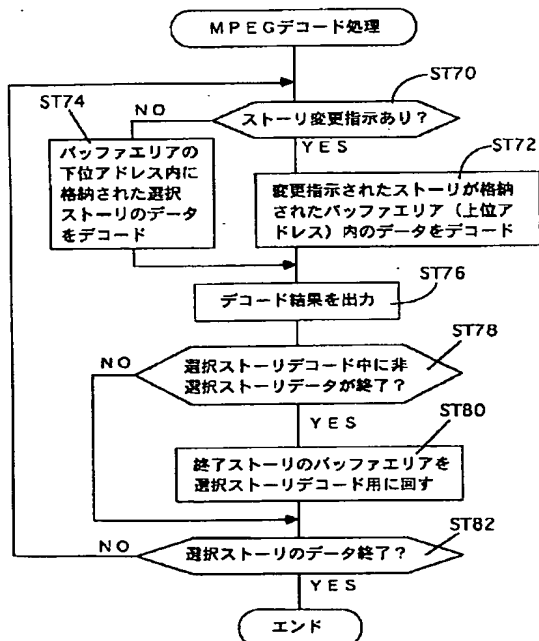 MPEGデコード処理
ST70
ストーリ変更指示あり?
NO
YES
ST74
バッファエリアの
下位アドレス内に
格納された選択
ストーリのデータ
をデコード
ST72
変更指示されたストーリが格納
されたバッファエリア(上位ア
ドレス)内のデータをデコード
ST76
デコード結果を出力
ST78
選択ストーリデコード中に非
選択ストーリデータが終了?
NO
YES
ST80
終了ストーリのバッファエリアを
選択ストーリデコード用に回す
ST82
選択ストーリのデータ終了?
NO
YES
エンド